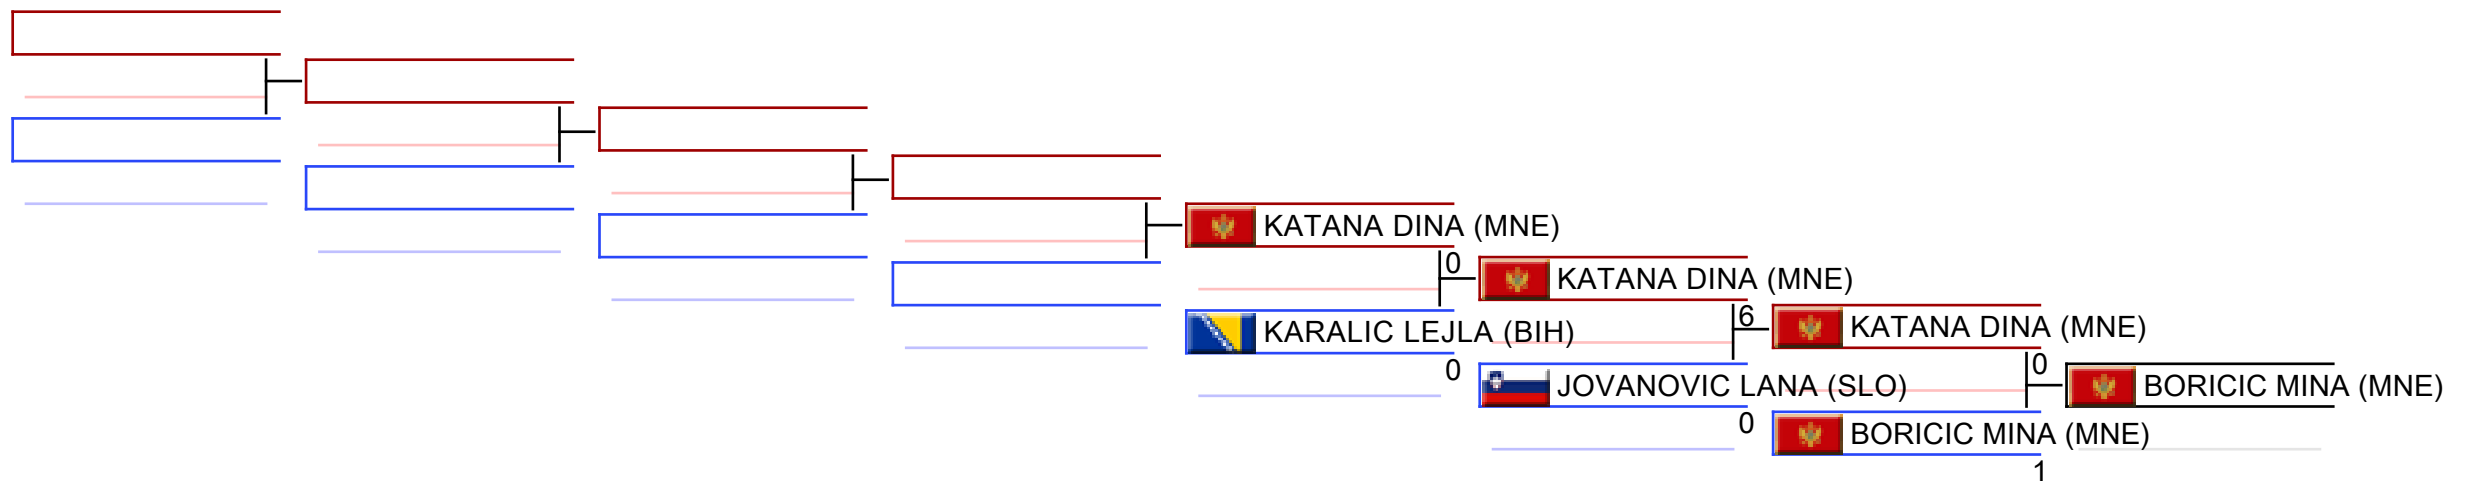 KATANA DINA (MNE)
0
KARALIC LEJLA (BIH)
0
KATANA DINA (MNE)
6
JOVANOVIC LANA (SLO)
0
KATANA DINA (MNE)
0
BORICIC MINA (MNE)
1
BORICIC MINA (MNE)